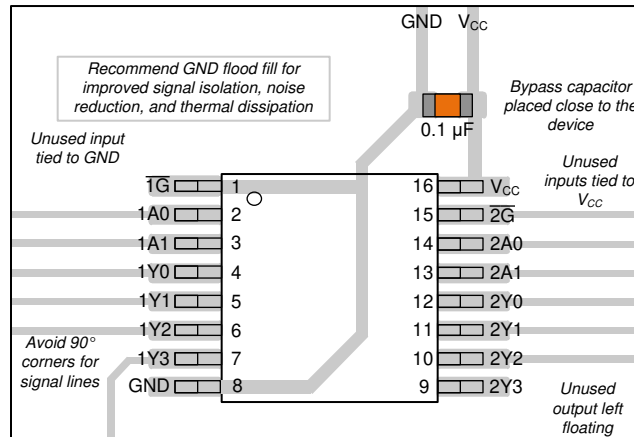 GND V_CC
Recommend GND flood fill for
improved signal isolation, noise
reduction, and thermal dissipation
Bypass capacitor
placed close to the
device
0.1 µF
Unused input
tied to GND
Unused
inputs tied to
V_CC
1G̅ 1 16 V_CC
1A0 2 15 2G̅
1A1 3 14 2A0
1Y0 4 13 2A1
1Y1 5 12 2Y0
1Y2 6 11 2Y1
1Y3 7 10 2Y2
GND 8 9 2Y3
Avoid 90°
corners for
signal lines
Unused
output left
floating